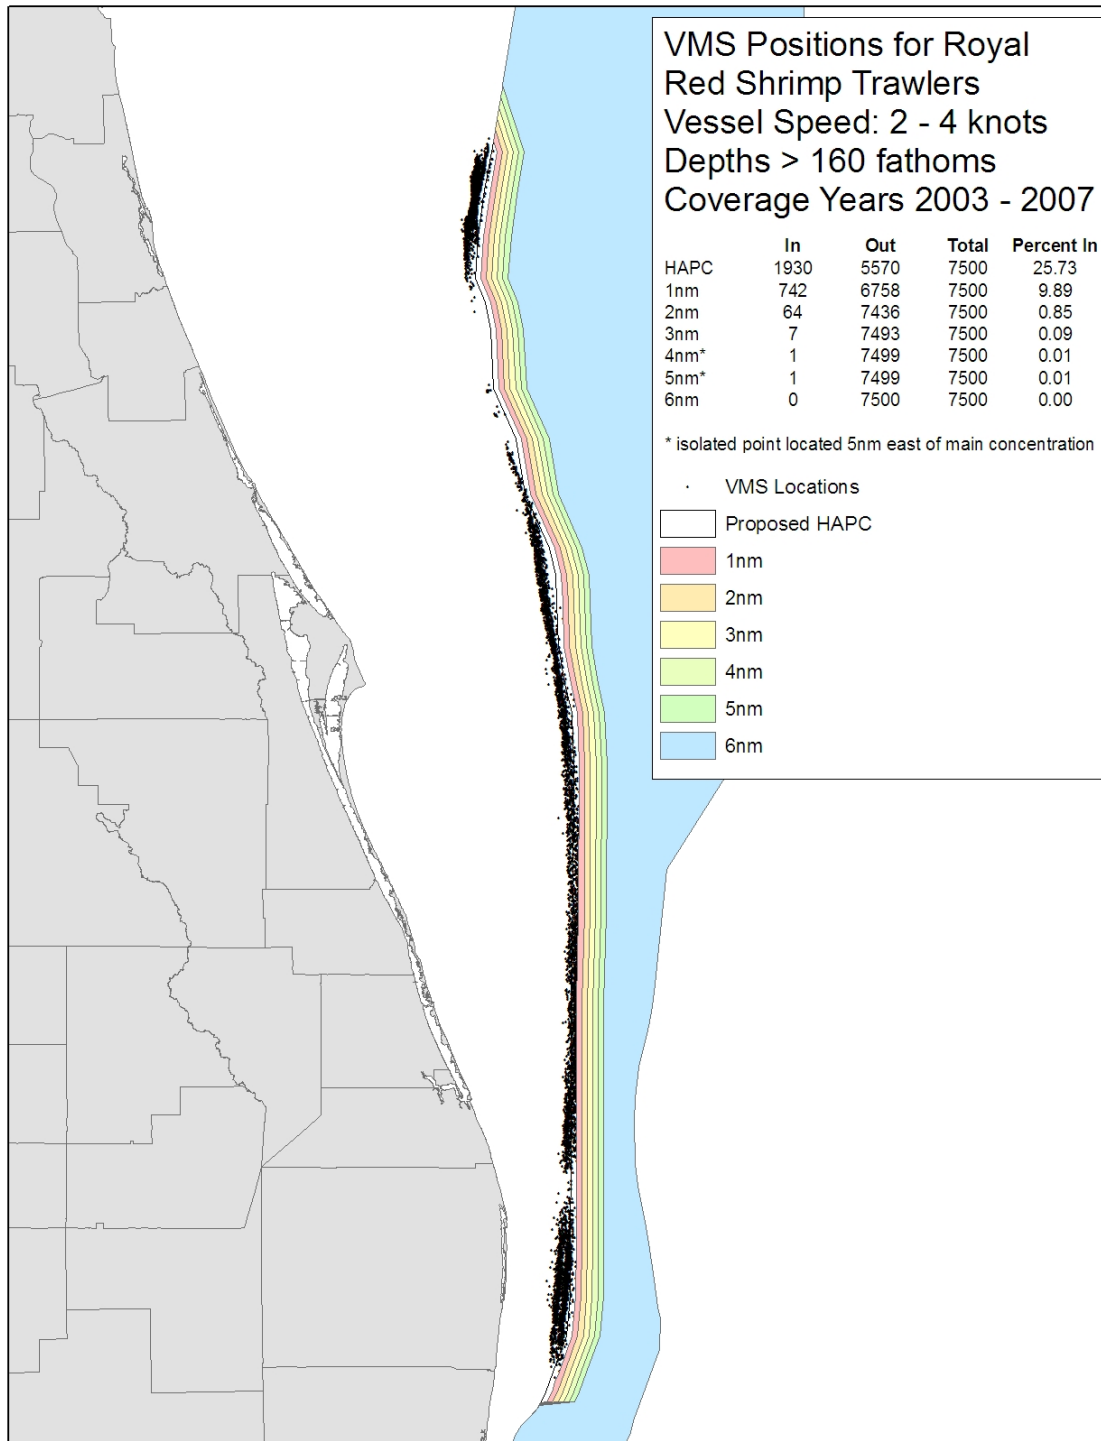 VMS Positions for Royal
Red Shrimp Trawlers
Vessel Speed: 2 - 4 knots
Depths > 160 fathoms
Coverage Years 2003 - 2007
In Out Total Percent In
HAPC 1930 5570 7500 25.73
1nm 742 6758 7500 9.89
2nm 64 7436 7500 0.85
3nm 7 7493 7500 0.09
4nm* 1 7499 7500 0.01
5nm* 1 7499 7500 0.01
6nm 0 7500 7500 0.00
* isolated point located 5nm east of main concentration
VMS Locations
Proposed HAPC
1nm
2nm
3nm
4nm
5nm
6nm